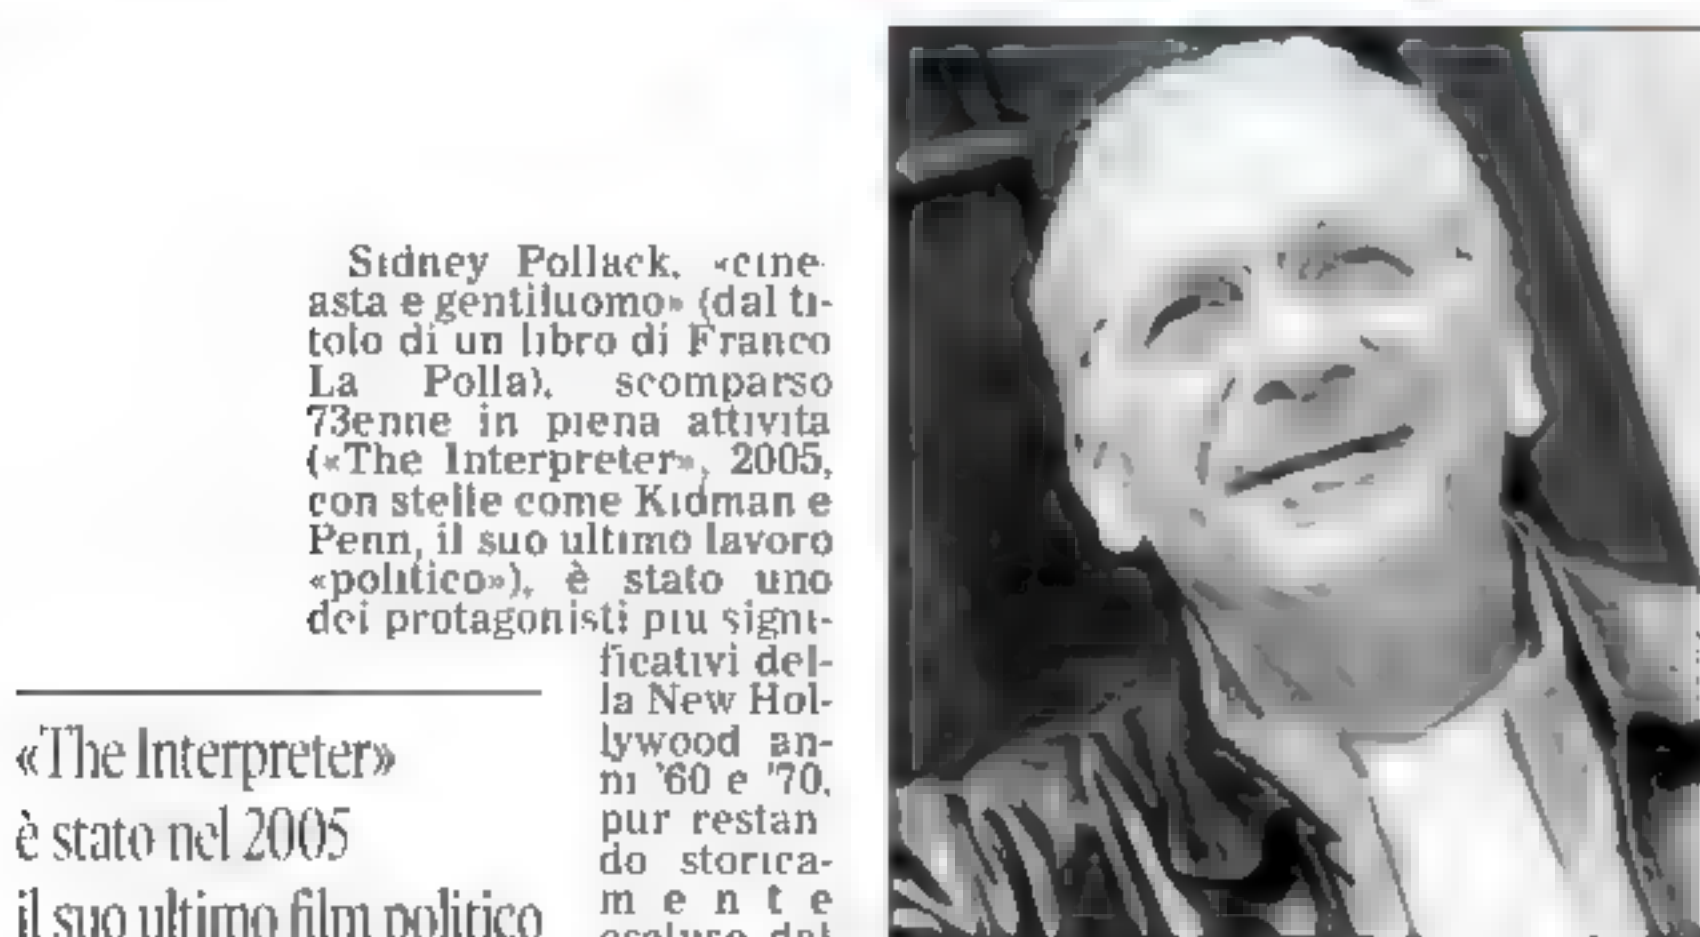 Sidney Pollack, «cine-
asta e gentiluomo» (dal ti-
tolo di un libro di Franco
La Polla), scomparso
73enne in piena attività
(«The Interpreter», 2005,
con stelle come Kidman e
Penn, il suo ultimo lavoro
«politico»), è stato uno
dei protagonisti più signi-
ficativi del-
la New Hol-
lywood an-
ni '60 e '70,
pur restan
do storica-
mente
escluso dal
«The Interpreter»
è stato nel 2005
il suo ultimo film politico